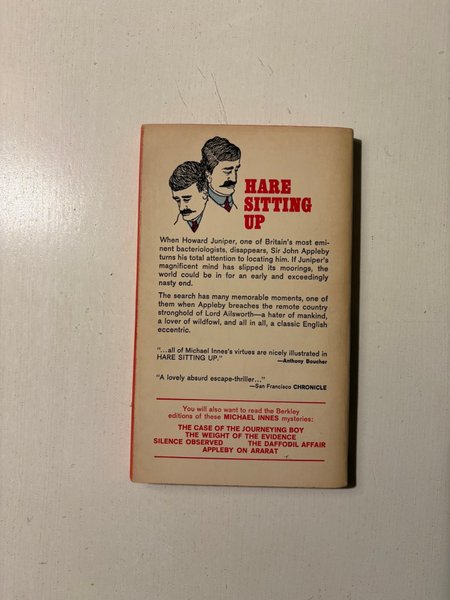 HARE
SITTING
UP
When Howard Juniper, one of Britain's most emi-
nent bacteriologists, disappears, Sir John Appleby
turns his total attention to locating him. If Juniper's
magnificent mind has slipped its moorings, the
world could be in for an early and exceedingly
nasty end.
The search has many memorable moments, one of
them when Appleby breaches the remote country
stronghold of Lord Ailsworth—a hater of mankind,
a lover of wildfowl, and all in all, a classic English
eccentric.
"...all of Michael Innes's virtues are nicely illustrated in
HARE SITTING UP."
—Anthony Boucher
"A lovely absurd escape-thriller..."
—San Francisco CHRONICLE
You will also want to read the Berkley
editions of these MICHAEL INNES mysteries:
THE CASE OF THE JOURNEYING BOY
THE WEIGHT OF THE EVIDENCE
SILENCE OBSERVED THE DAFFODIL AFFAIR
APPLEBY ON ARARAT